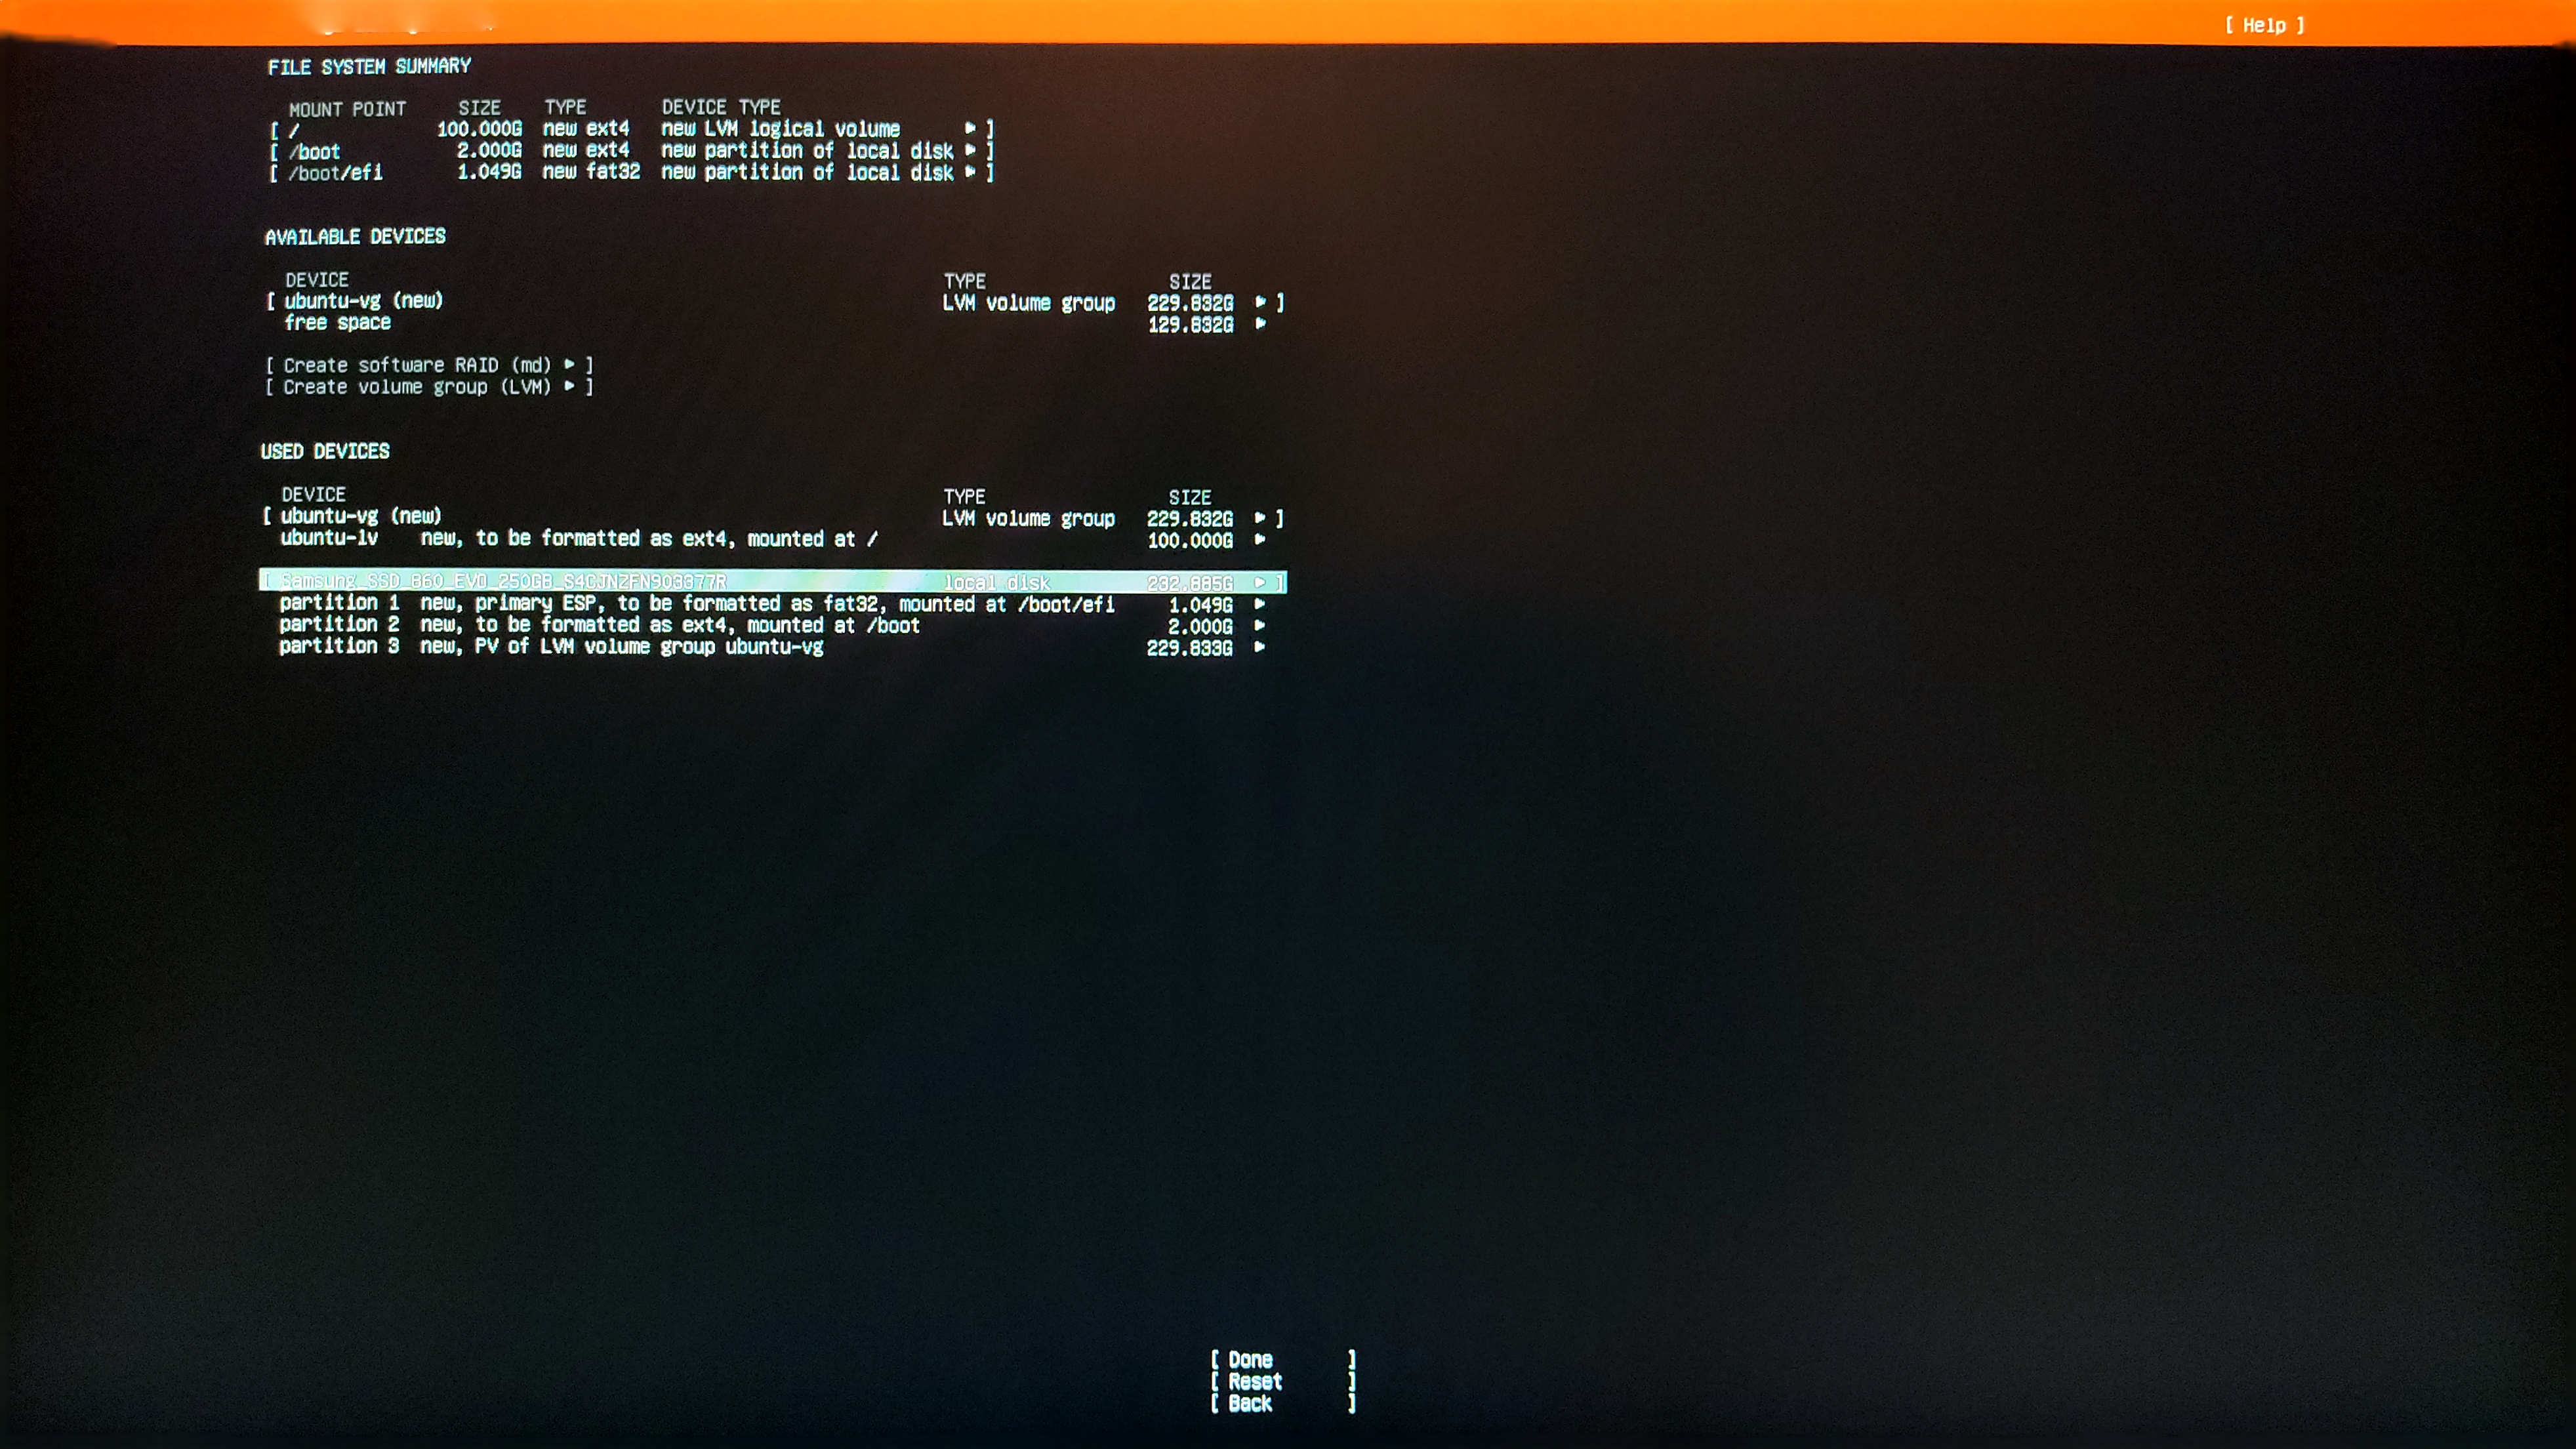 [ Help ]
FILE SYSTEM SUMMARY
MOUNT POINT SIZE TYPE DEVICE TYPE
[ / 100.000G new ext4 new LVM logical volume ▸ ]
[ /boot 2.000G new ext4 new partition of local disk ▸ ]
[ /boot/efi 1.049G new fat32 new partition of local disk ▸ ]
AVAILABLE DEVICES
DEVICE TYPE SIZE
[ ubuntu-vg (new) LVM volume group 229.832G ▸ ]
free space 129.832G ▸
[ Create software RAID (md) ▸ ]
[ Create volume group (LVM) ▸ ]
USED DEVICES
DEVICE TYPE SIZE
[ ubuntu-vg (new) LVM volume group 229.832G ▸ ]
ubuntu-lv new, to be formatted as ext4, mounted at / 100.000G ▸
[ Samsung_SSD_860_EVO_250GB_S4CJNZFN903377R local disk 232.885G ▸ ]
partition 1 new, primary ESP, to be formatted as fat32, mounted at /boot/efi 1.049G ▸
partition 2 new, to be formatted as ext4, mounted at /boot 2.000G ▸
partition 3 new, PV of LVM volume group ubuntu-vg 229.833G ▸
[ Done ]
[ Reset ]
[ Back ]